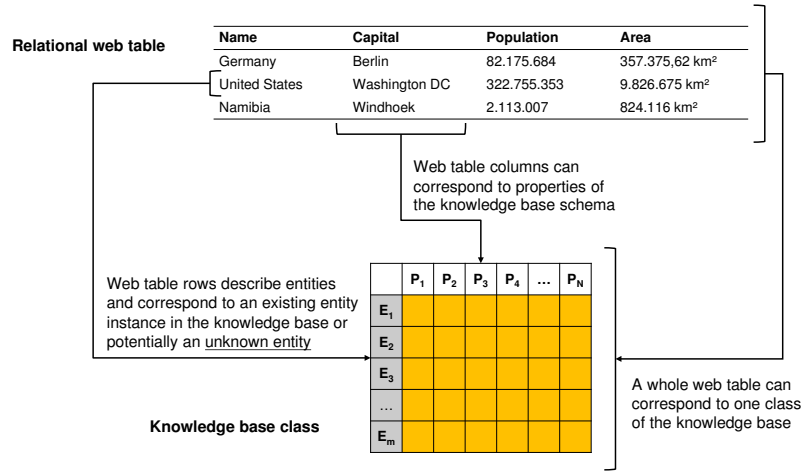 Relational web table
Name Capital Population Area
Germany Berlin 82.175.684 357.375,62 km²
United States Washington DC 322.755.353 9.826.675 km²
Namibia Windhoek 2.113.007 824.116 km²
Web table columns can
correspond to properties of
the knowledge base schema
Web table rows describe entities
and correspond to an existing entity
instance in the knowledge base or
potentially an unknown entity
P₁ P₂ P₃ P₄ ... P_N
E₁
E₂
E₃
...
E_m
Knowledge base class
A whole web table can
correspond to one class
of the knowledge base